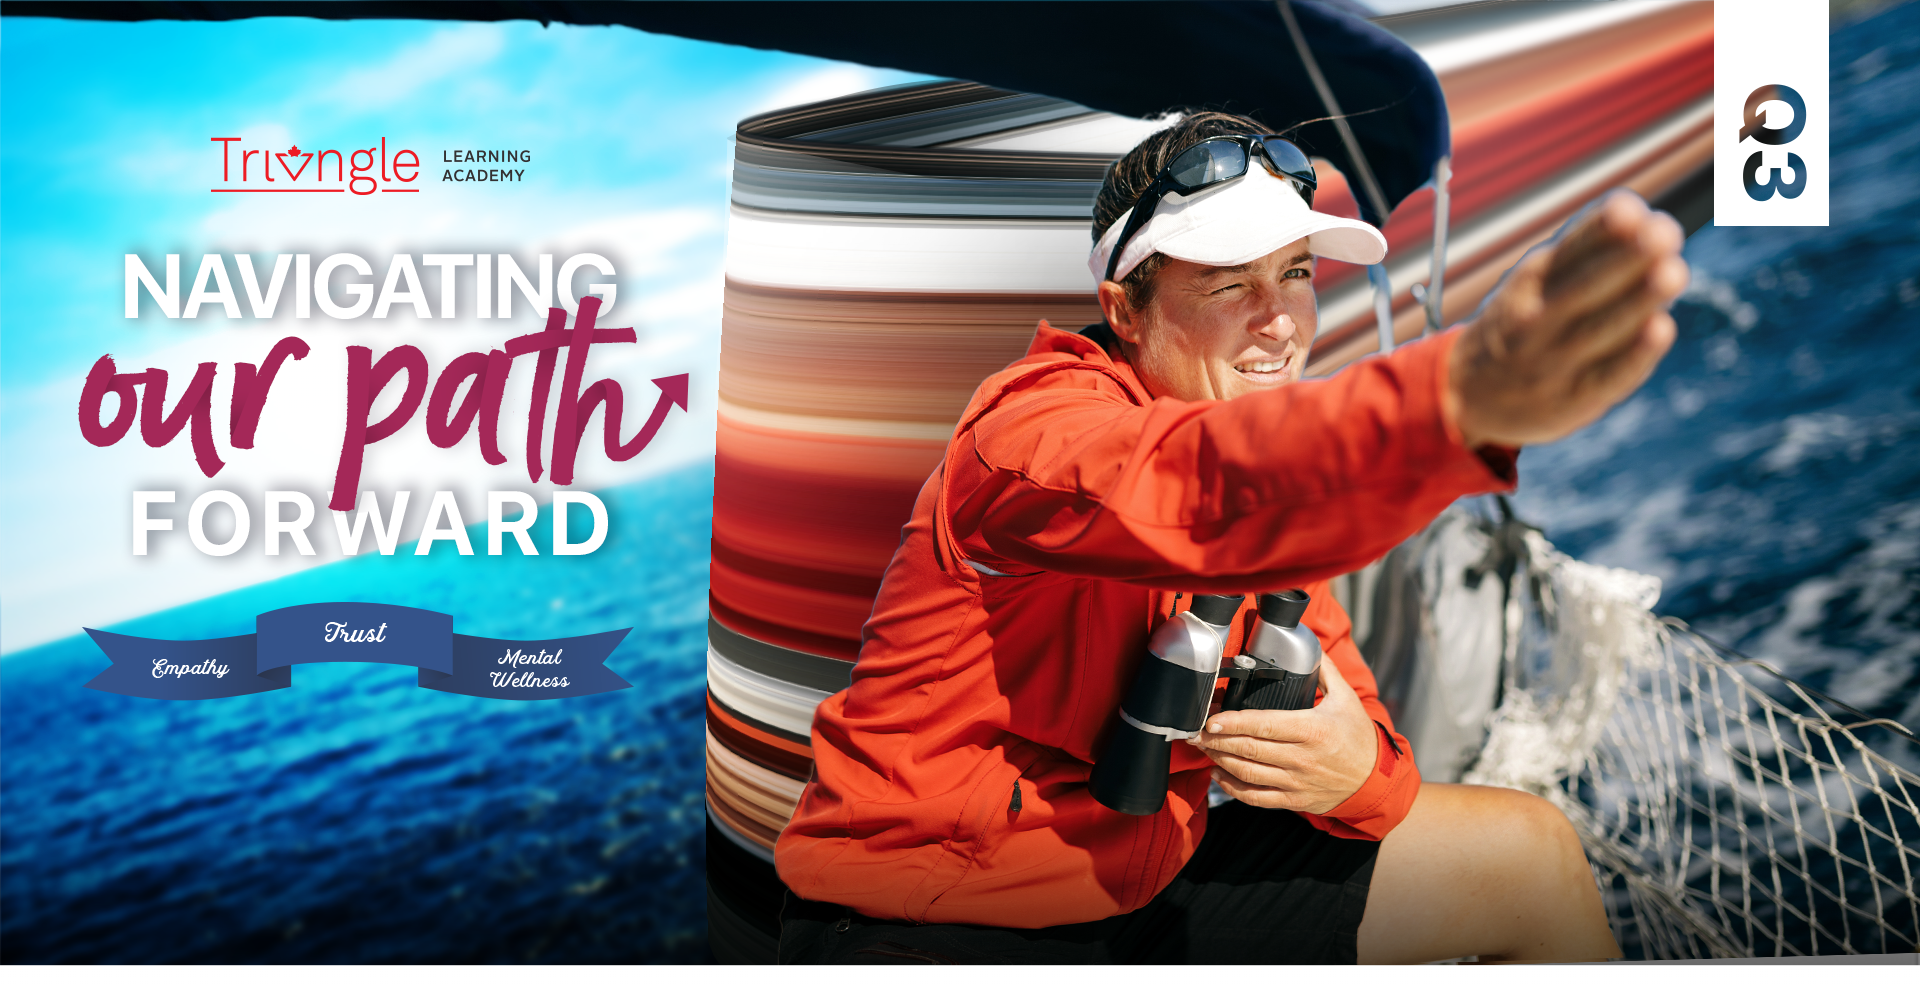 Triangle
LEARNING
ACADEMY
NAVIGATING
our path
FORWARD
Empathy
Trust
Mental
Wellness
Q3